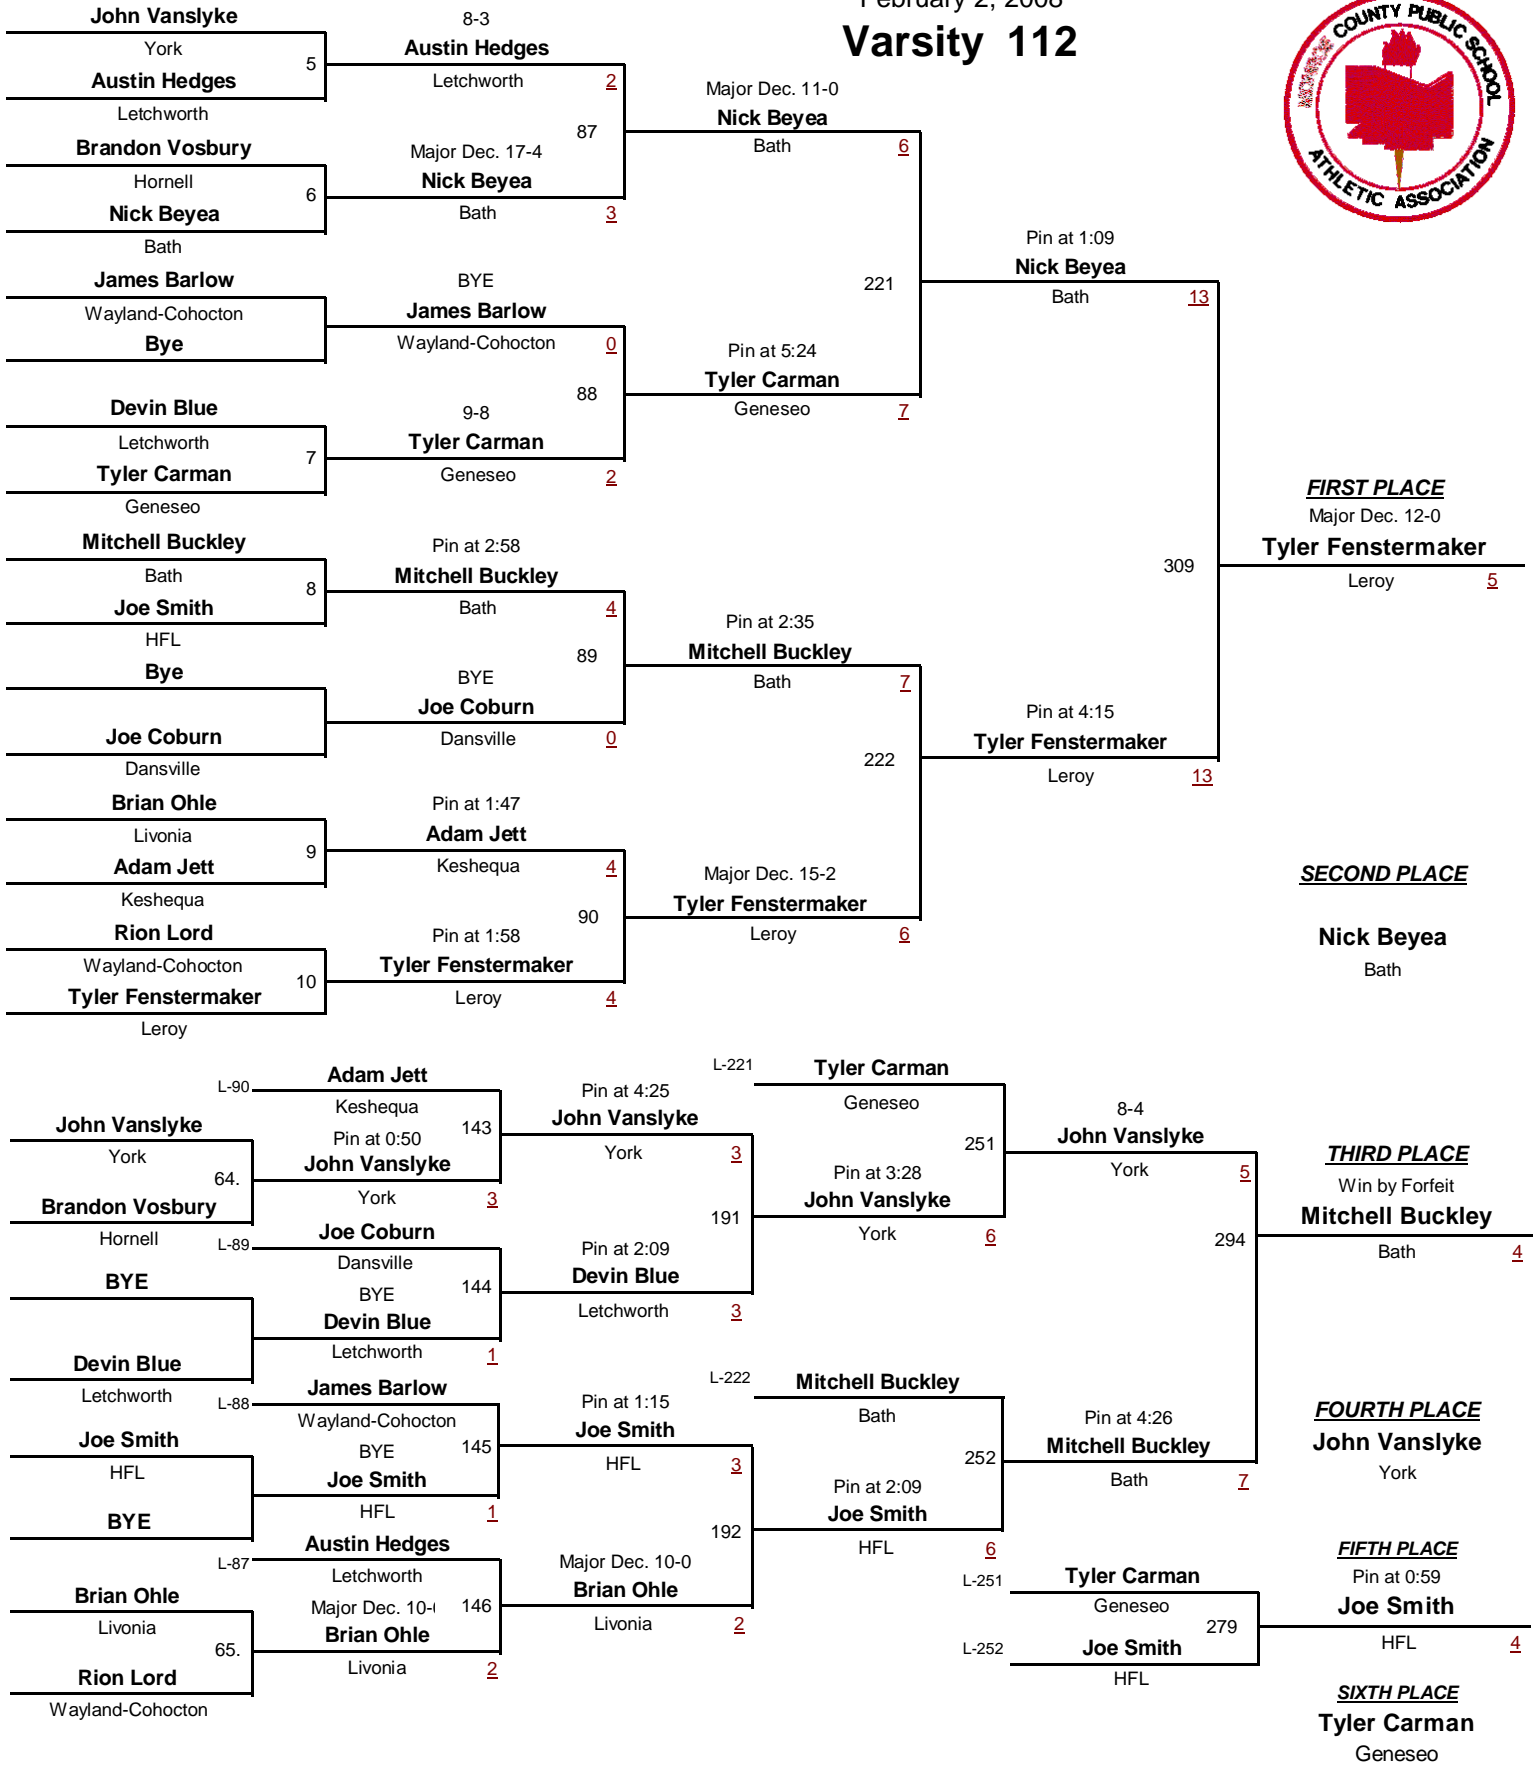 February 2, 2008
Varsity 112
COUNTY PUBLIC SCHOOL
ATHLETIC ASSOCIATION
John Vanslyke
York
5
Austin Hedges
Letchworth
Brandon Vosbury
Hornell
6
Nick Beyea
Bath
James Barlow
Wayland-Cohocton
Bye
Devin Blue
Letchworth
7
Tyler Carman
Geneseo
Mitchell Buckley
Bath
8
Joe Smith
HFL
Bye
Joe Coburn
Dansville
Brian Ohle
Livonia
9
Adam Jett
Keshequa
Rion Lord
Wayland-Cohocton
10
Tyler Fenstermaker
Leroy
8-3
Austin Hedges
Letchworth 2
87
Major Dec. 17-4
Nick Beyea
Bath 3
BYE
James Barlow
Wayland-Cohocton 0
88
9-8
Tyler Carman
Geneseo 2
Pin at 2:58
Mitchell Buckley
Bath 4
89
BYE
Joe Coburn
Dansville 0
Pin at 1:47
Adam Jett
Keshequa 4
90
Pin at 1:58
Tyler Fenstermaker
Leroy 4
Major Dec. 11-0
Nick Beyea
Bath 6
221
Pin at 5:24
Tyler Carman
Geneseo 7
Pin at 2:35
Mitchell Buckley
Bath 7
222
Major Dec. 15-2
Tyler Fenstermaker
Leroy 6
Pin at 1:09
Nick Beyea
Bath 13
309
Pin at 4:15
Tyler Fenstermaker
Leroy 13
FIRST PLACE
Major Dec. 12-0
Tyler Fenstermaker
Leroy 5
SECOND PLACE
Nick Beyea
Bath
John Vanslyke
York
64.
Brandon Vosbury
Hornell
BYE
Devin Blue
Letchworth
Joe Smith
HFL
BYE
Brian Ohle
Livonia
65.
Rion Lord
Wayland-Cohocton
L-90
Adam Jett
Keshequa
143
Pin at 0:50
John Vanslyke
York 3
L-89
Joe Coburn
Dansville
144
BYE
Devin Blue
Letchworth 1
L-88
James Barlow
Wayland-Cohocton
145
BYE
Joe Smith
HFL 1
L-87
Austin Hedges
Letchworth
146
Major Dec. 10-
Brian Ohle
Livonia 2
Pin at 4:25
John Vanslyke
York 3
191
Pin at 2:09
Devin Blue
Letchworth 3
Pin at 1:15
Joe Smith
HFL 3
192
Major Dec. 10-0
Brian Ohle
Livonia 2
L-221
Tyler Carman
Geneseo
251
Pin at 3:28
John Vanslyke
York 6
L-222
Mitchell Buckley
Bath
252
Pin at 2:09
Joe Smith
HFL 6
8-4
John Vanslyke
York 5
294
Pin at 4:26
Mitchell Buckley
Bath 7
L-251
Tyler Carman
Geneseo
279
L-252
Joe Smith
HFL
THIRD PLACE
Win by Forfeit
Mitchell Buckley
Bath 4
FOURTH PLACE
John Vanslyke
York
FIFTH PLACE
Pin at 0:59
Joe Smith
HFL 4
SIXTH PLACE
Tyler Carman
Geneseo